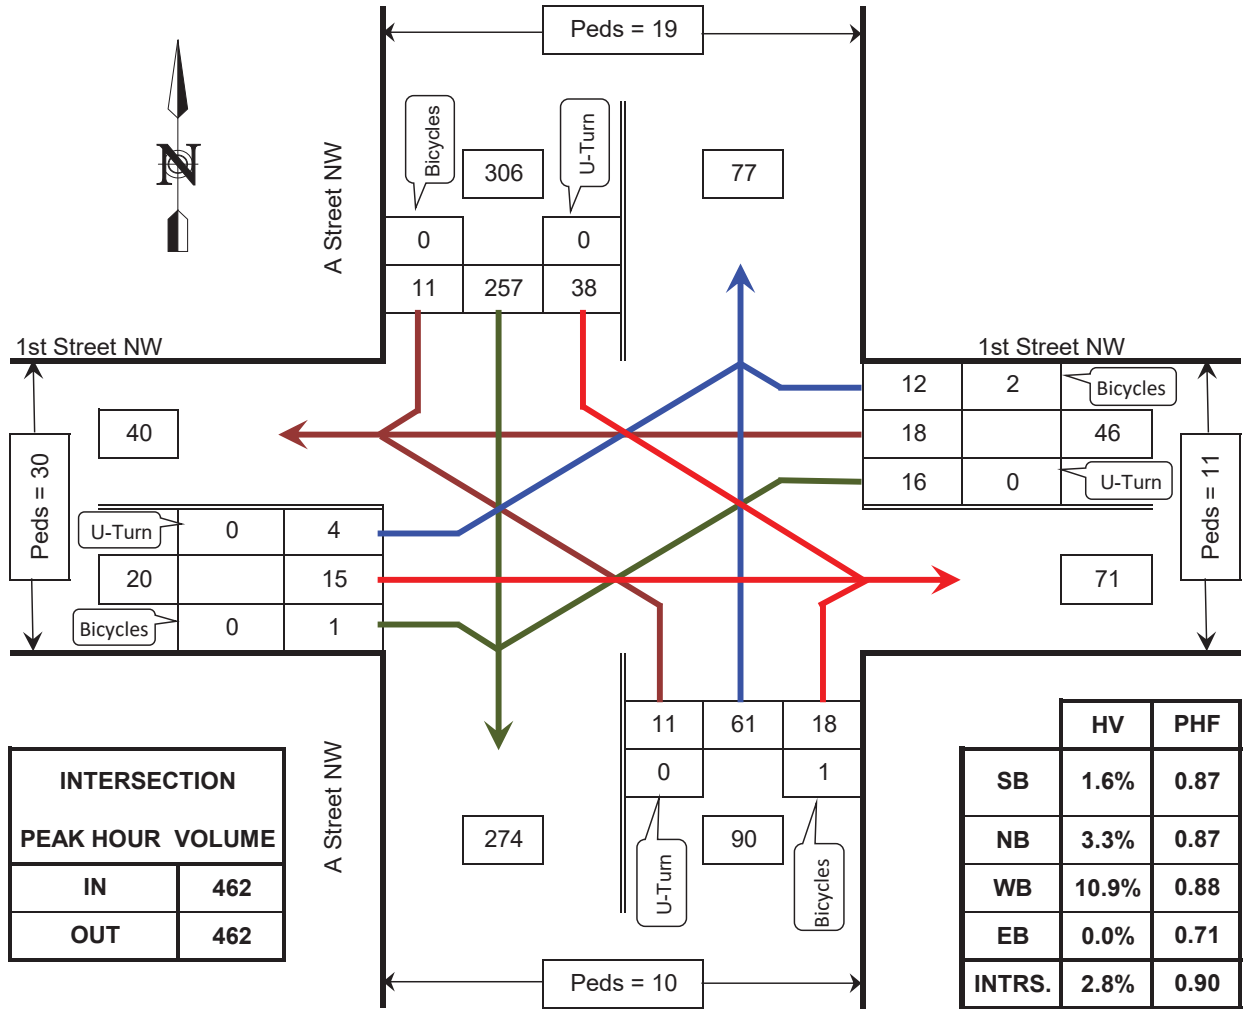 Peds = 19
N
A Street NW
Bicycles
U-Turn
306
77
0
0
11
257
38
1st Street NW
1st Street NW
12
2
Bicycles
18
46
16
0
U-Turn
Peds = 11
40
Peds = 30
U-Turn
0
4
20
15
Bicycles
0
1
71
11
61
18
0
1
A Street NW
274
90
U-Turn
Bicycles
Peds = 10
INTERSECTION
PEAK HOUR VOLUME
IN 462
OUT 462
HV PHF
SB 1.6% 0.87
NB 3.3% 0.87
WB 10.9% 0.88
EB 0.0% 0.71
INTRS. 2.8% 0.90